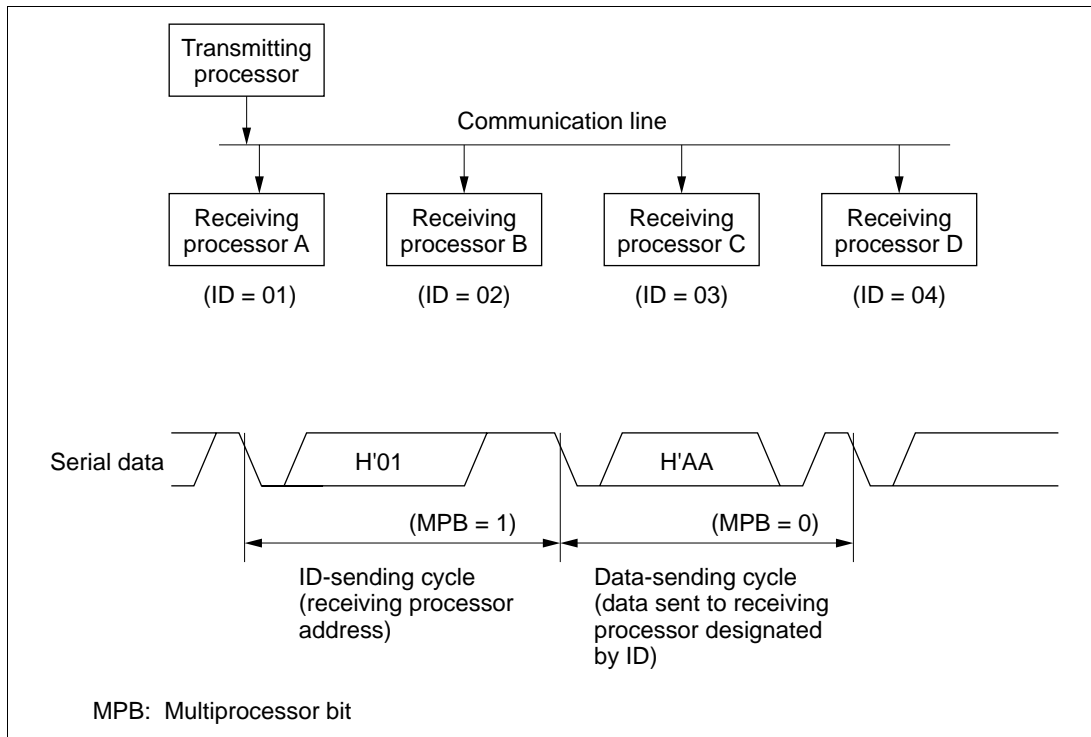 Transmitting
processor
Communication line
Receiving
processor A
Receiving
processor B
Receiving
processor C
Receiving
processor D
(ID = 01)
(ID = 02)
(ID = 03)
(ID = 04)
Serial data
H'01
H'AA
(MPB = 1)
(MPB = 0)
ID-sending cycle
(receiving processor
address)
Data-sending cycle
(data sent to receiving
processor designated
by ID)
MPB: Multiprocessor bit